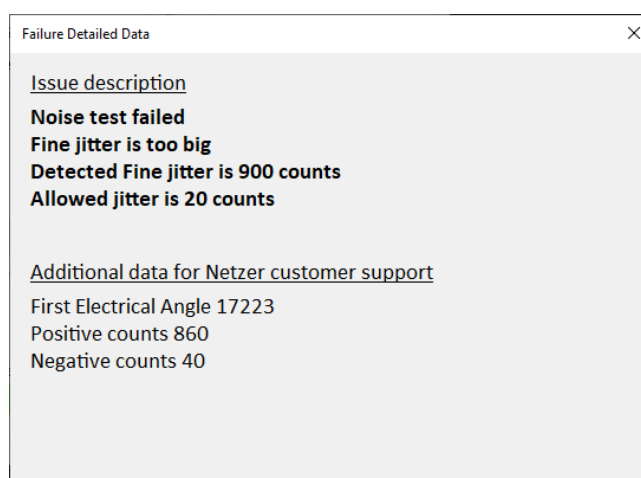 Failure Detailed Data
Issue description
Noise test failed
Fine jitter is too big
Detected Fine jitter is 900 counts
Allowed jitter is 20 counts
Additional data for Netzer customer support
First Electrical Angle 17223
Positive counts 860
Negative counts 40